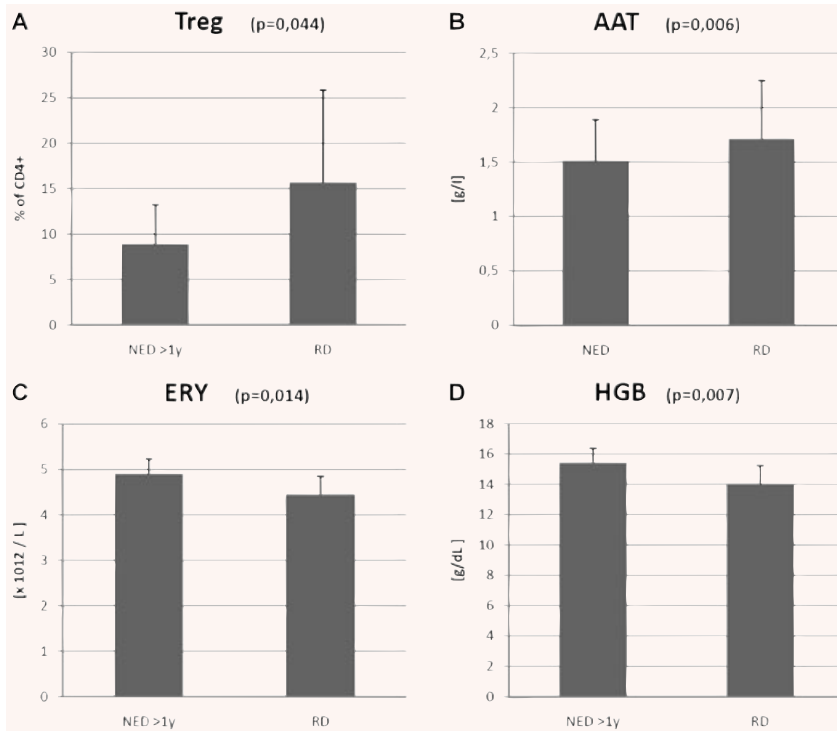 A
Treg (p=0,044)
30
25
20
15
10
5
0
% of CD4+
NED >1y RD
B
AAT (p=0,006)
2,5
2
1,5
1
0,5
0
[g/l]
NED RD
C
ERY (p=0,014)
6
5
4
3
2
1
0
[x 1012 / L]
NED >1y RD
D
HGB (p=0,007)
18
16
14
12
10
8
6
4
2
0
[g/dL ]
NED >1y RD